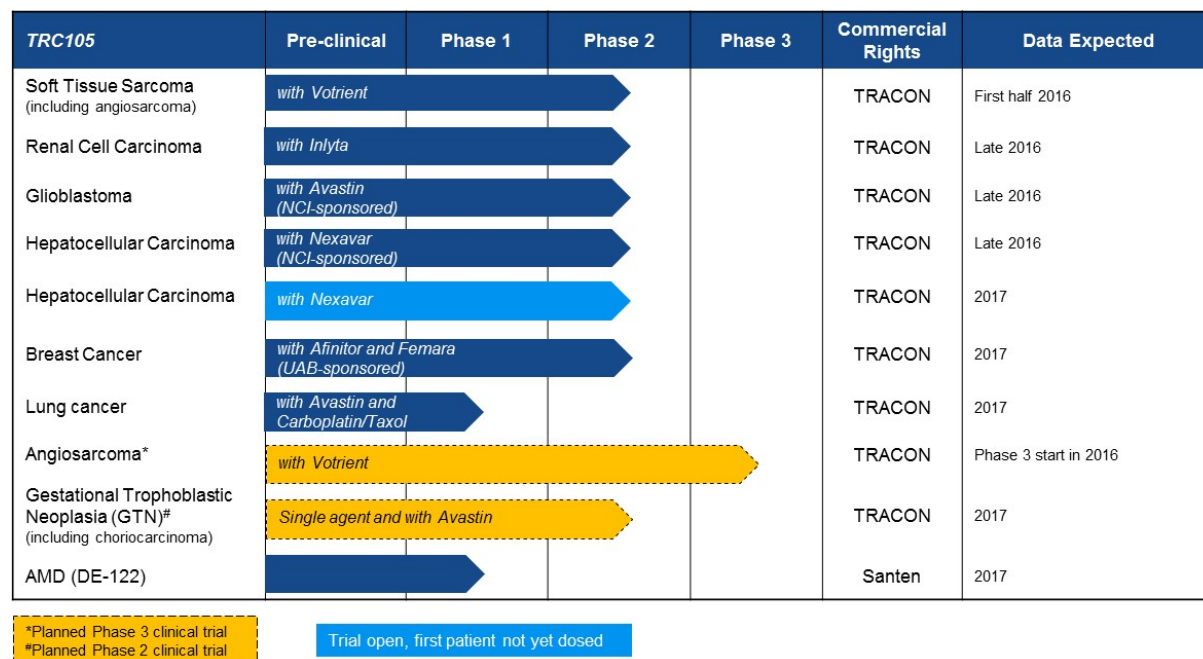 TRC105 Pre-clinical Phase 1 Phase 2 Phase 3 Commercial Rights Data Expected
Soft Tissue Sarcoma
(including angiosarcoma)
with Votrient
TRACON
First half 2016
Renal Cell Carcinoma
with Inlyta
TRACON
Late 2016
Glioblastoma
with Avastin
(NCI-sponsored)
TRACON
Late 2016
Hepatocellular Carcinoma
with Nexavar
(NCI-sponsored)
TRACON
Late 2016
Hepatocellular Carcinoma
with Nexavar
TRACON
2017
Breast Cancer
with Afinitor and Femara
(UAB-sponsored)
TRACON
2017
Lung cancer
with Avastin and
Carboplatin/Taxol
TRACON
2017
Angiosarcoma*
with Votrient
TRACON
Phase 3 start in 2016
Gestational Trophoblastic
Neoplasia (GTN)#
(including choriocarcinoma)
Single agent and with Avastin
TRACON
2017
AMD (DE-122)
Santen
2017
*Planned Phase 3 clinical trial
#Planned Phase 2 clinical trial
Trial open, first patient not yet dosed